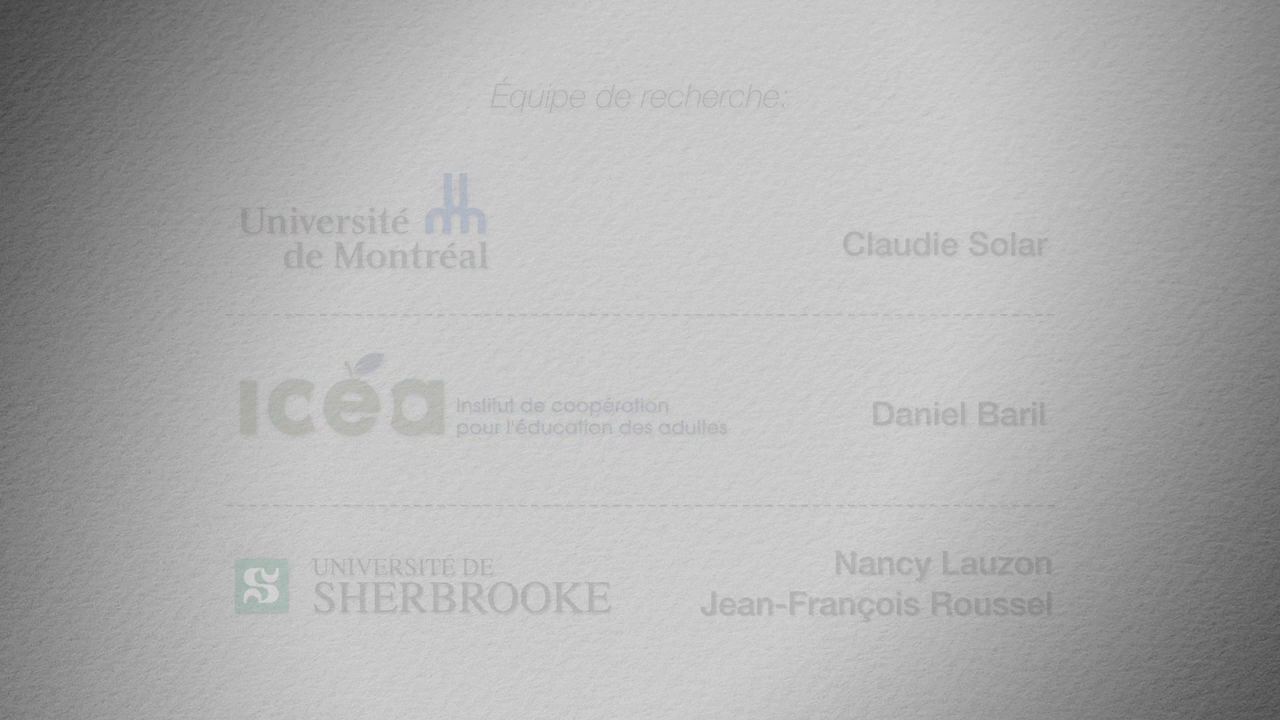 Équipe de recherche:
Université
de Montréal
Claudie Solar
icéa
Institut de coopération
pour l'éducation des adultes
Daniel Baril
UNIVERSITÉ DE
SHERBROOKE
Nancy Lauzon
Jean-François Roussel